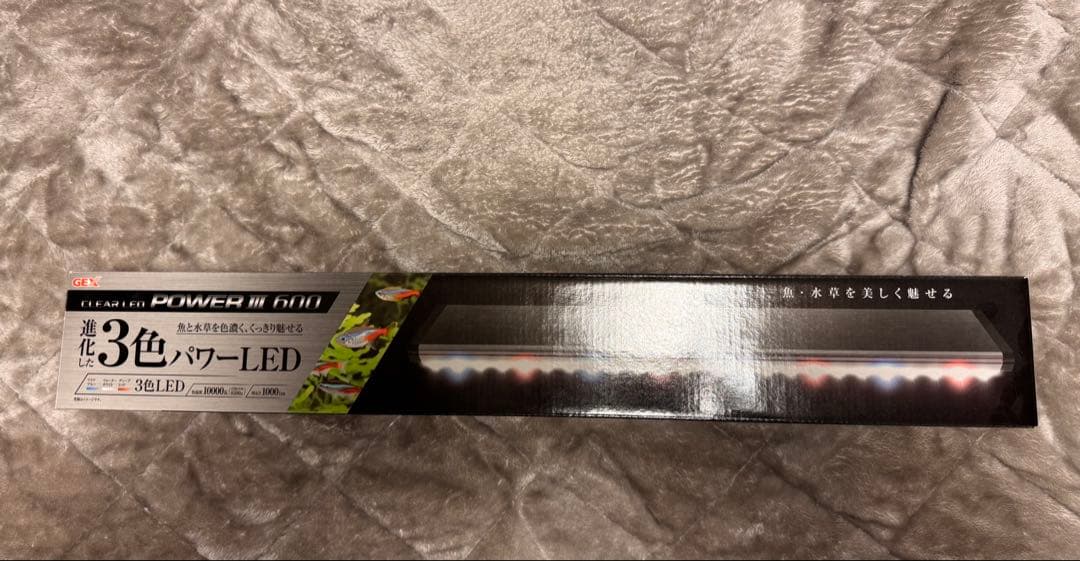 GEX
CLEAR LED POWER III 600
魚・水草を美しく魅せる
進化した
3色パワーLED
魚と水草を色濃く、くっきり魅せる
3色LED
10000
1000